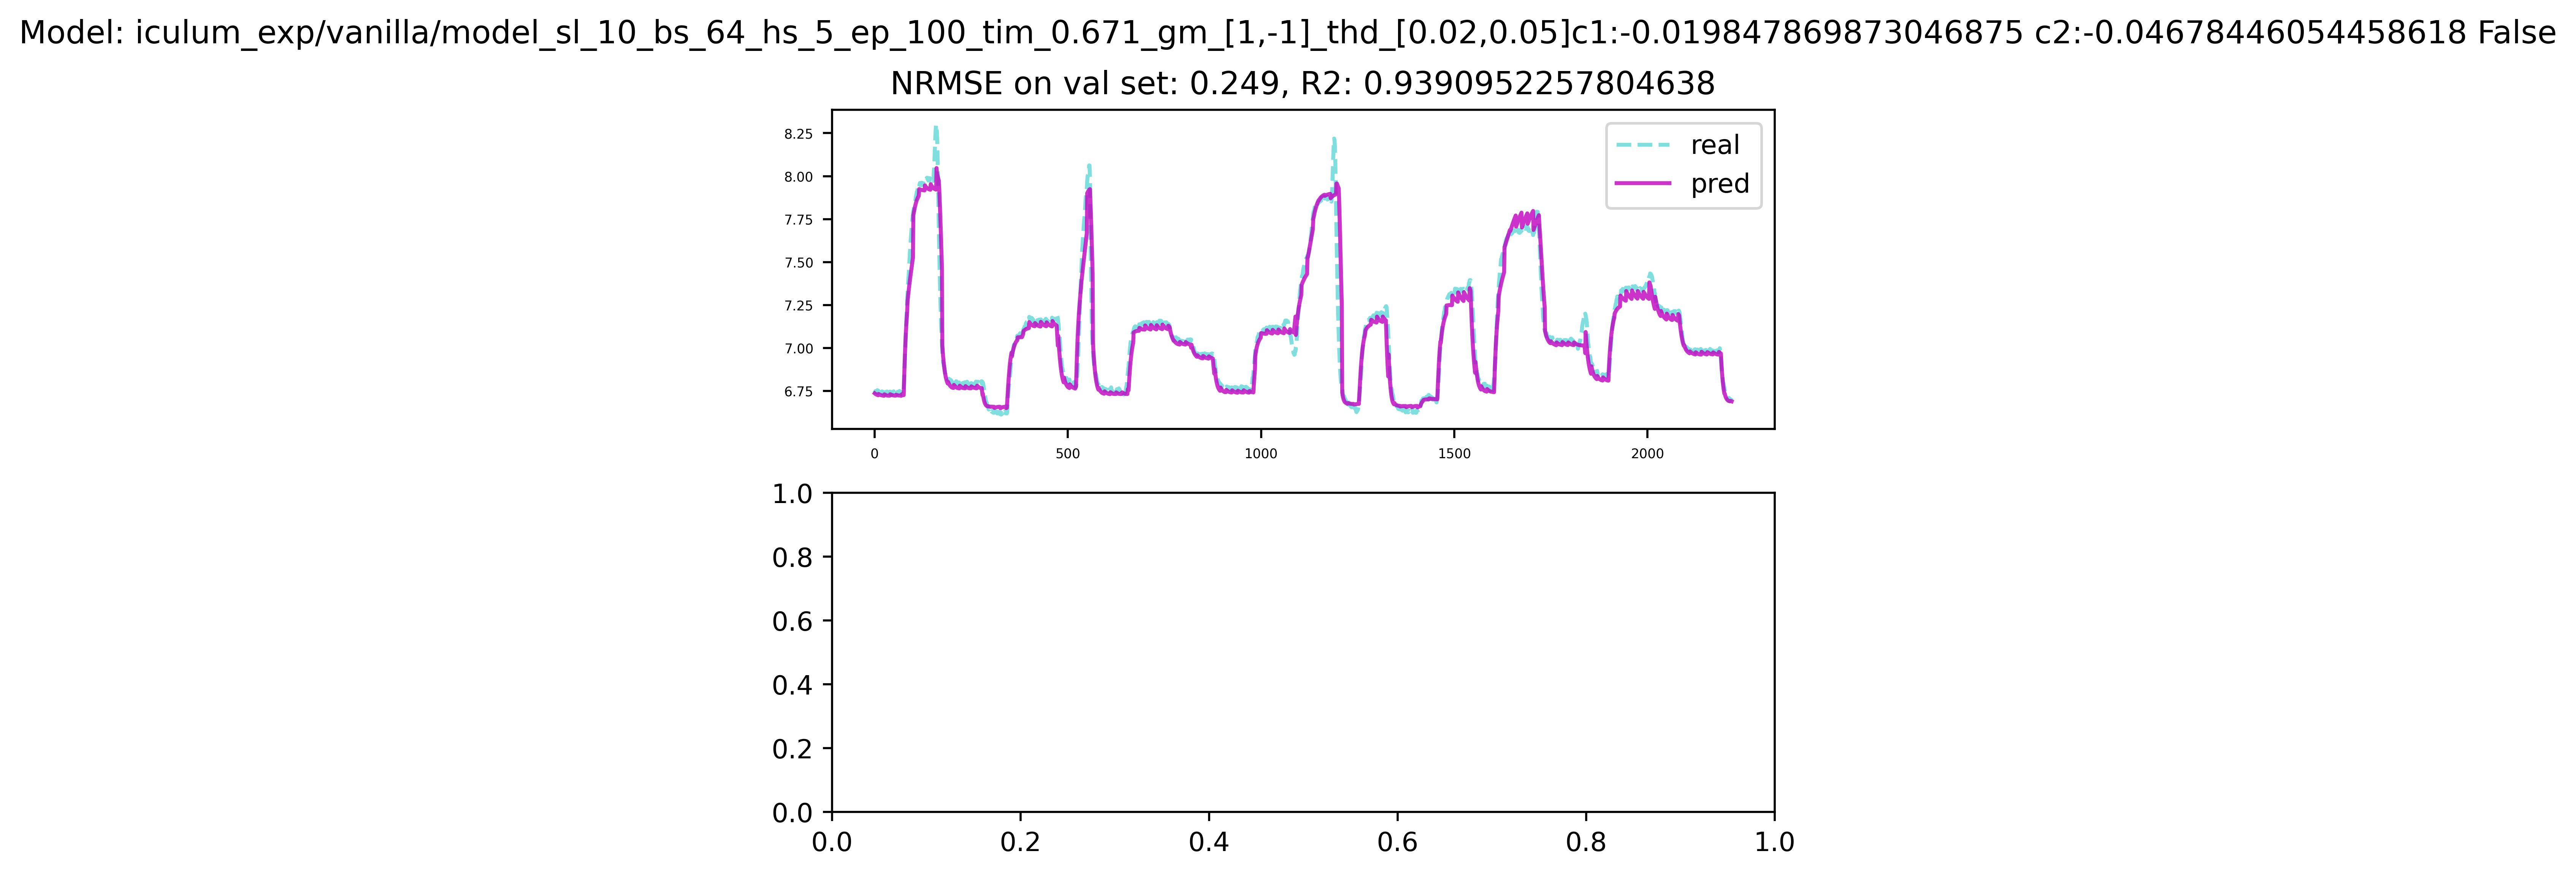 Model: iculum_exp/vanilla/model_sl_10_bs_64_hs_5_ep_100_tim_0.671_gm_[1,-1]_thd_[0.02,0.05]c1:-0.019847869873046875 c2:-0.04678446054458618 False
NRMSE on val set: 0.249, R2: 0.9390952257804638
8.25
8.00
7.75
7.50
7.25
7.00
6.75
real
pred
0 500 1000 1500 2000
1.0
0.8
0.6
0.4
0.2
0.0
0.0 0.2 0.4 0.6 0.8 1.0